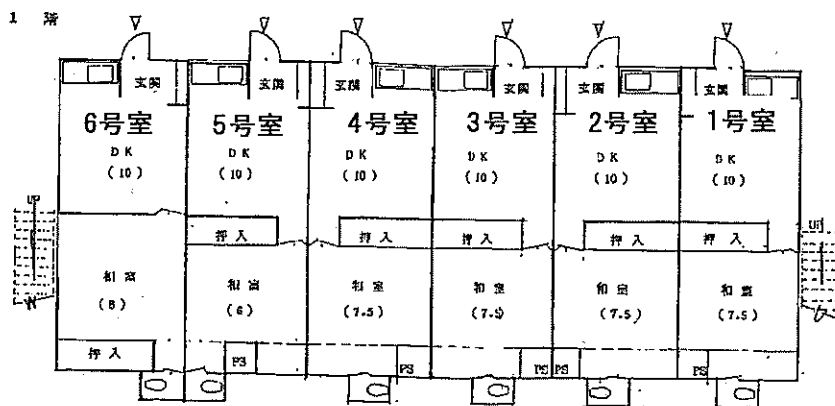 1 階
玄関 玄関 玄関 玄関 玄関 玄関
6号室 5号室 4号室 3号室 2号室 1号室
DK DK DK DK DK DK
(10) (10) (10) (10) (10) (10)
UP UP
押入 押入 押入 押入 押入
和室 和室 和室 和室 和室 和室
(8) (6) (7.5) (7.5) (7.5) (7.5)
押入 PS PS PS PS PS